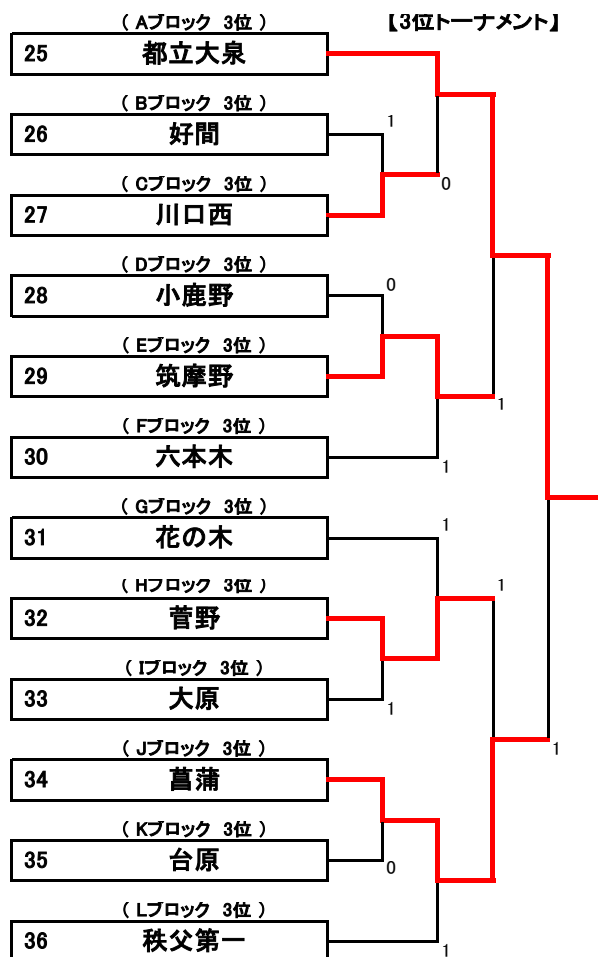 【3位トーナメント】
( Aブロック 3位 )
25 都立大泉
( Bブロック 3位 )
26 好間
1
( Cブロック 3位 )
27 川口西
0
( Dブロック 3位 )
28 小鹿野
0
( Eブロック 3位 )
29 筑摩野
1
( Fブロック 3位 )
30 六本木
1
( Gブロック 3位 )
31 花の木
1
( Hブロック 3位 )
32 菅野
1
( Iブロック 3位 )
33 大原
1
( Jブロック 3位 )
34 菖蒲
1
( Kブロック 3位 )
35 台原
0
( Lブロック 3位 )
36 秩父第一
1